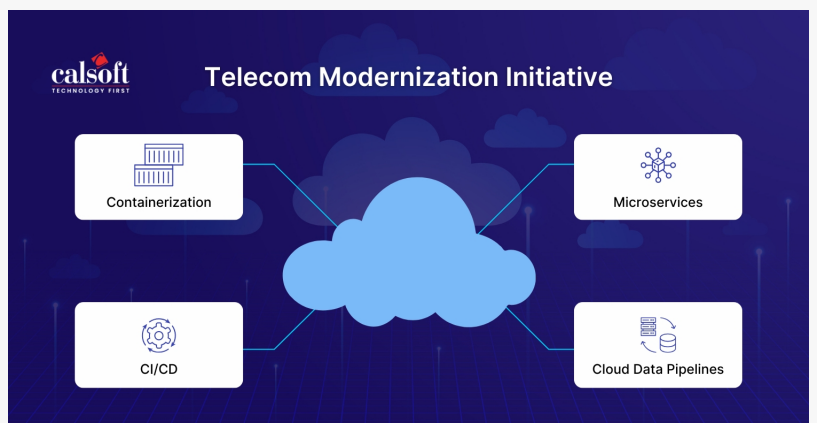 calsoft
TECHNOLOGY FIRST
Telecom Modernization Initiative
Containerization
Microservices
CI/CD
Cloud Data Pipelines